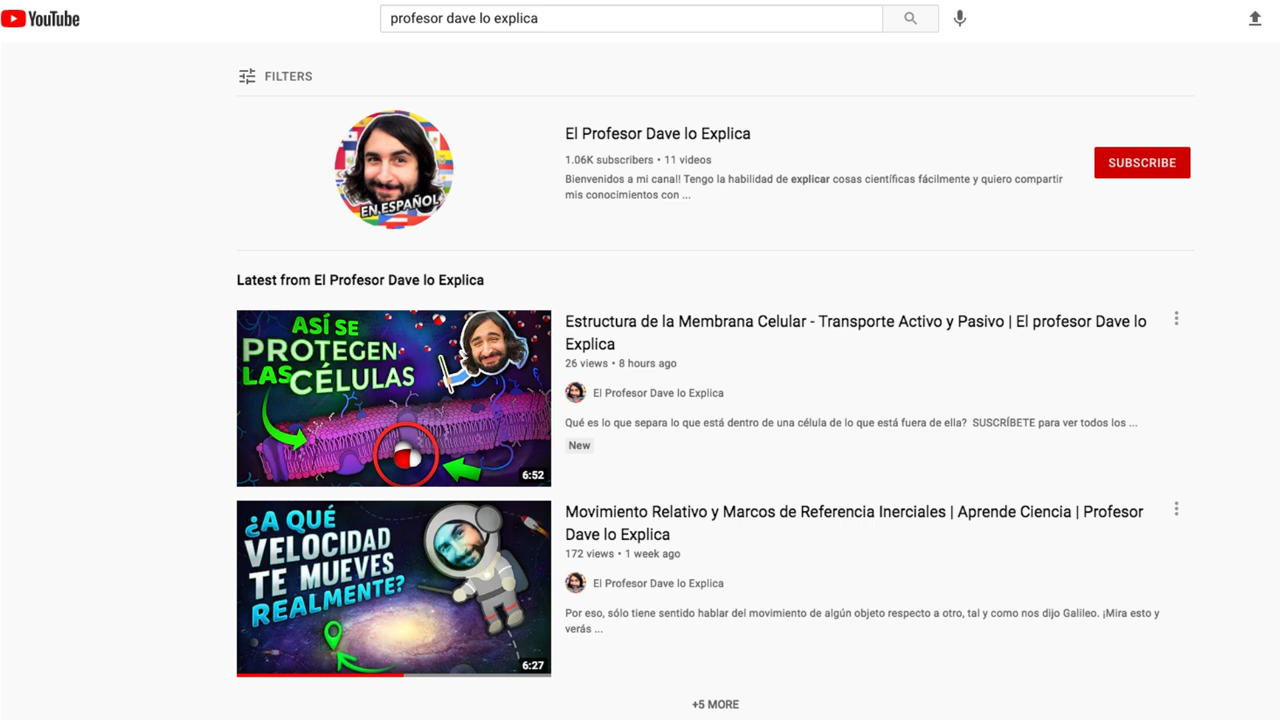 YouTube
profesor dave lo explica
FILTERS
EN ESPAÑOL
El Profesor Dave lo Explica
1.06K subscribers • 11 videos
Bienvenidos a mi canal! Tengo la habilidad de explicar cosas científicas fácilmente y quiero compartir
mis conocimientos con ...
SUBSCRIBE
Latest from El Profesor Dave lo Explica
ASÍ SE
PROTEGEN
LAS CÉLULAS
6:52
Estructura de la Membrana Celular - Transporte Activo y Pasivo | El profesor Dave lo
Explica
26 views • 8 hours ago
El Profesor Dave lo Explica
Qué es lo que separa lo que está dentro de una célula de lo que está fuera de ella? SUSCRÍBETE para ver todos los ...
New
¿A QUÉ
VELOCIDAD
TE MUEVES
REALMENTE?
6:27
Movimiento Relativo y Marcos de Referencia Inerciales | Aprende Ciencia | Profesor
Dave lo Explica
172 views • 1 week ago
El Profesor Dave lo Explica
Por eso, sólo tiene sentido hablar del movimiento de algún objeto respecto a otro, tal y como nos dijo Galileo. ¡Mira esto y
verás ...
+5 MORE